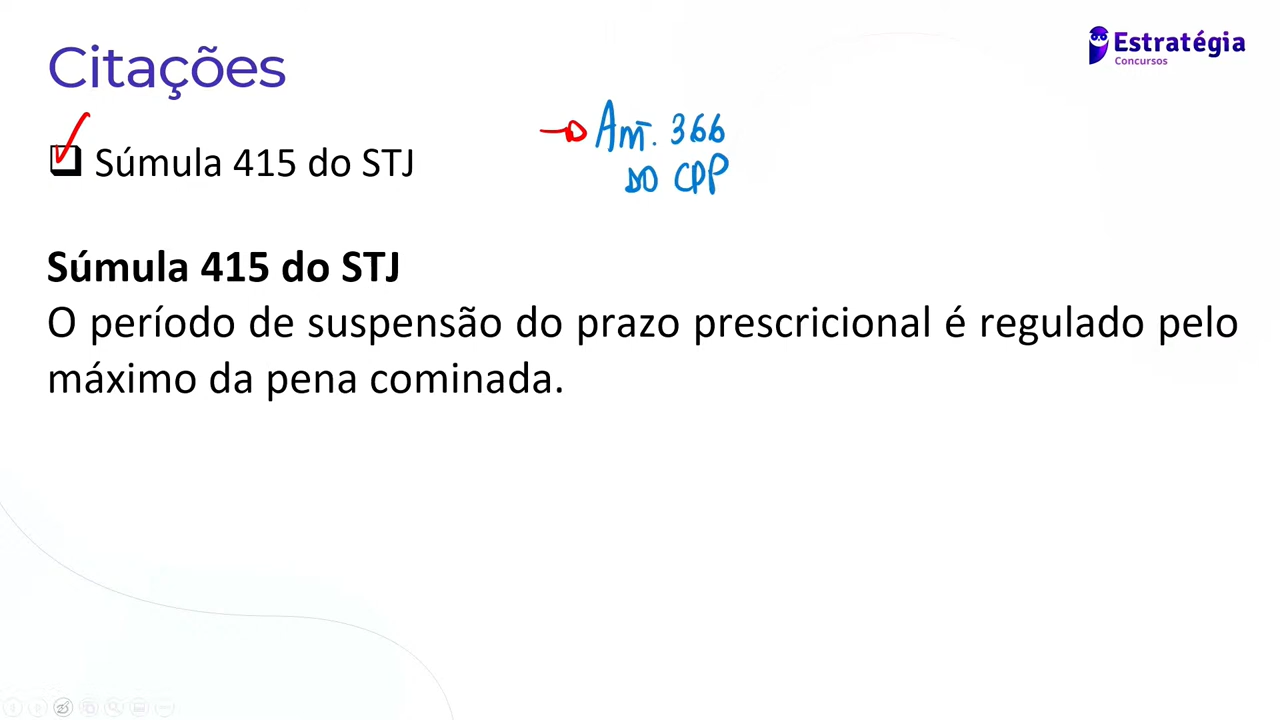 Citações
Estratégia
Concursos
Súmula 415 do STJ
Art. 366
DO CPP
Súmula 415 do STJ
O período de suspensão do prazo prescricional é regulado pelo
máximo da pena cominada.